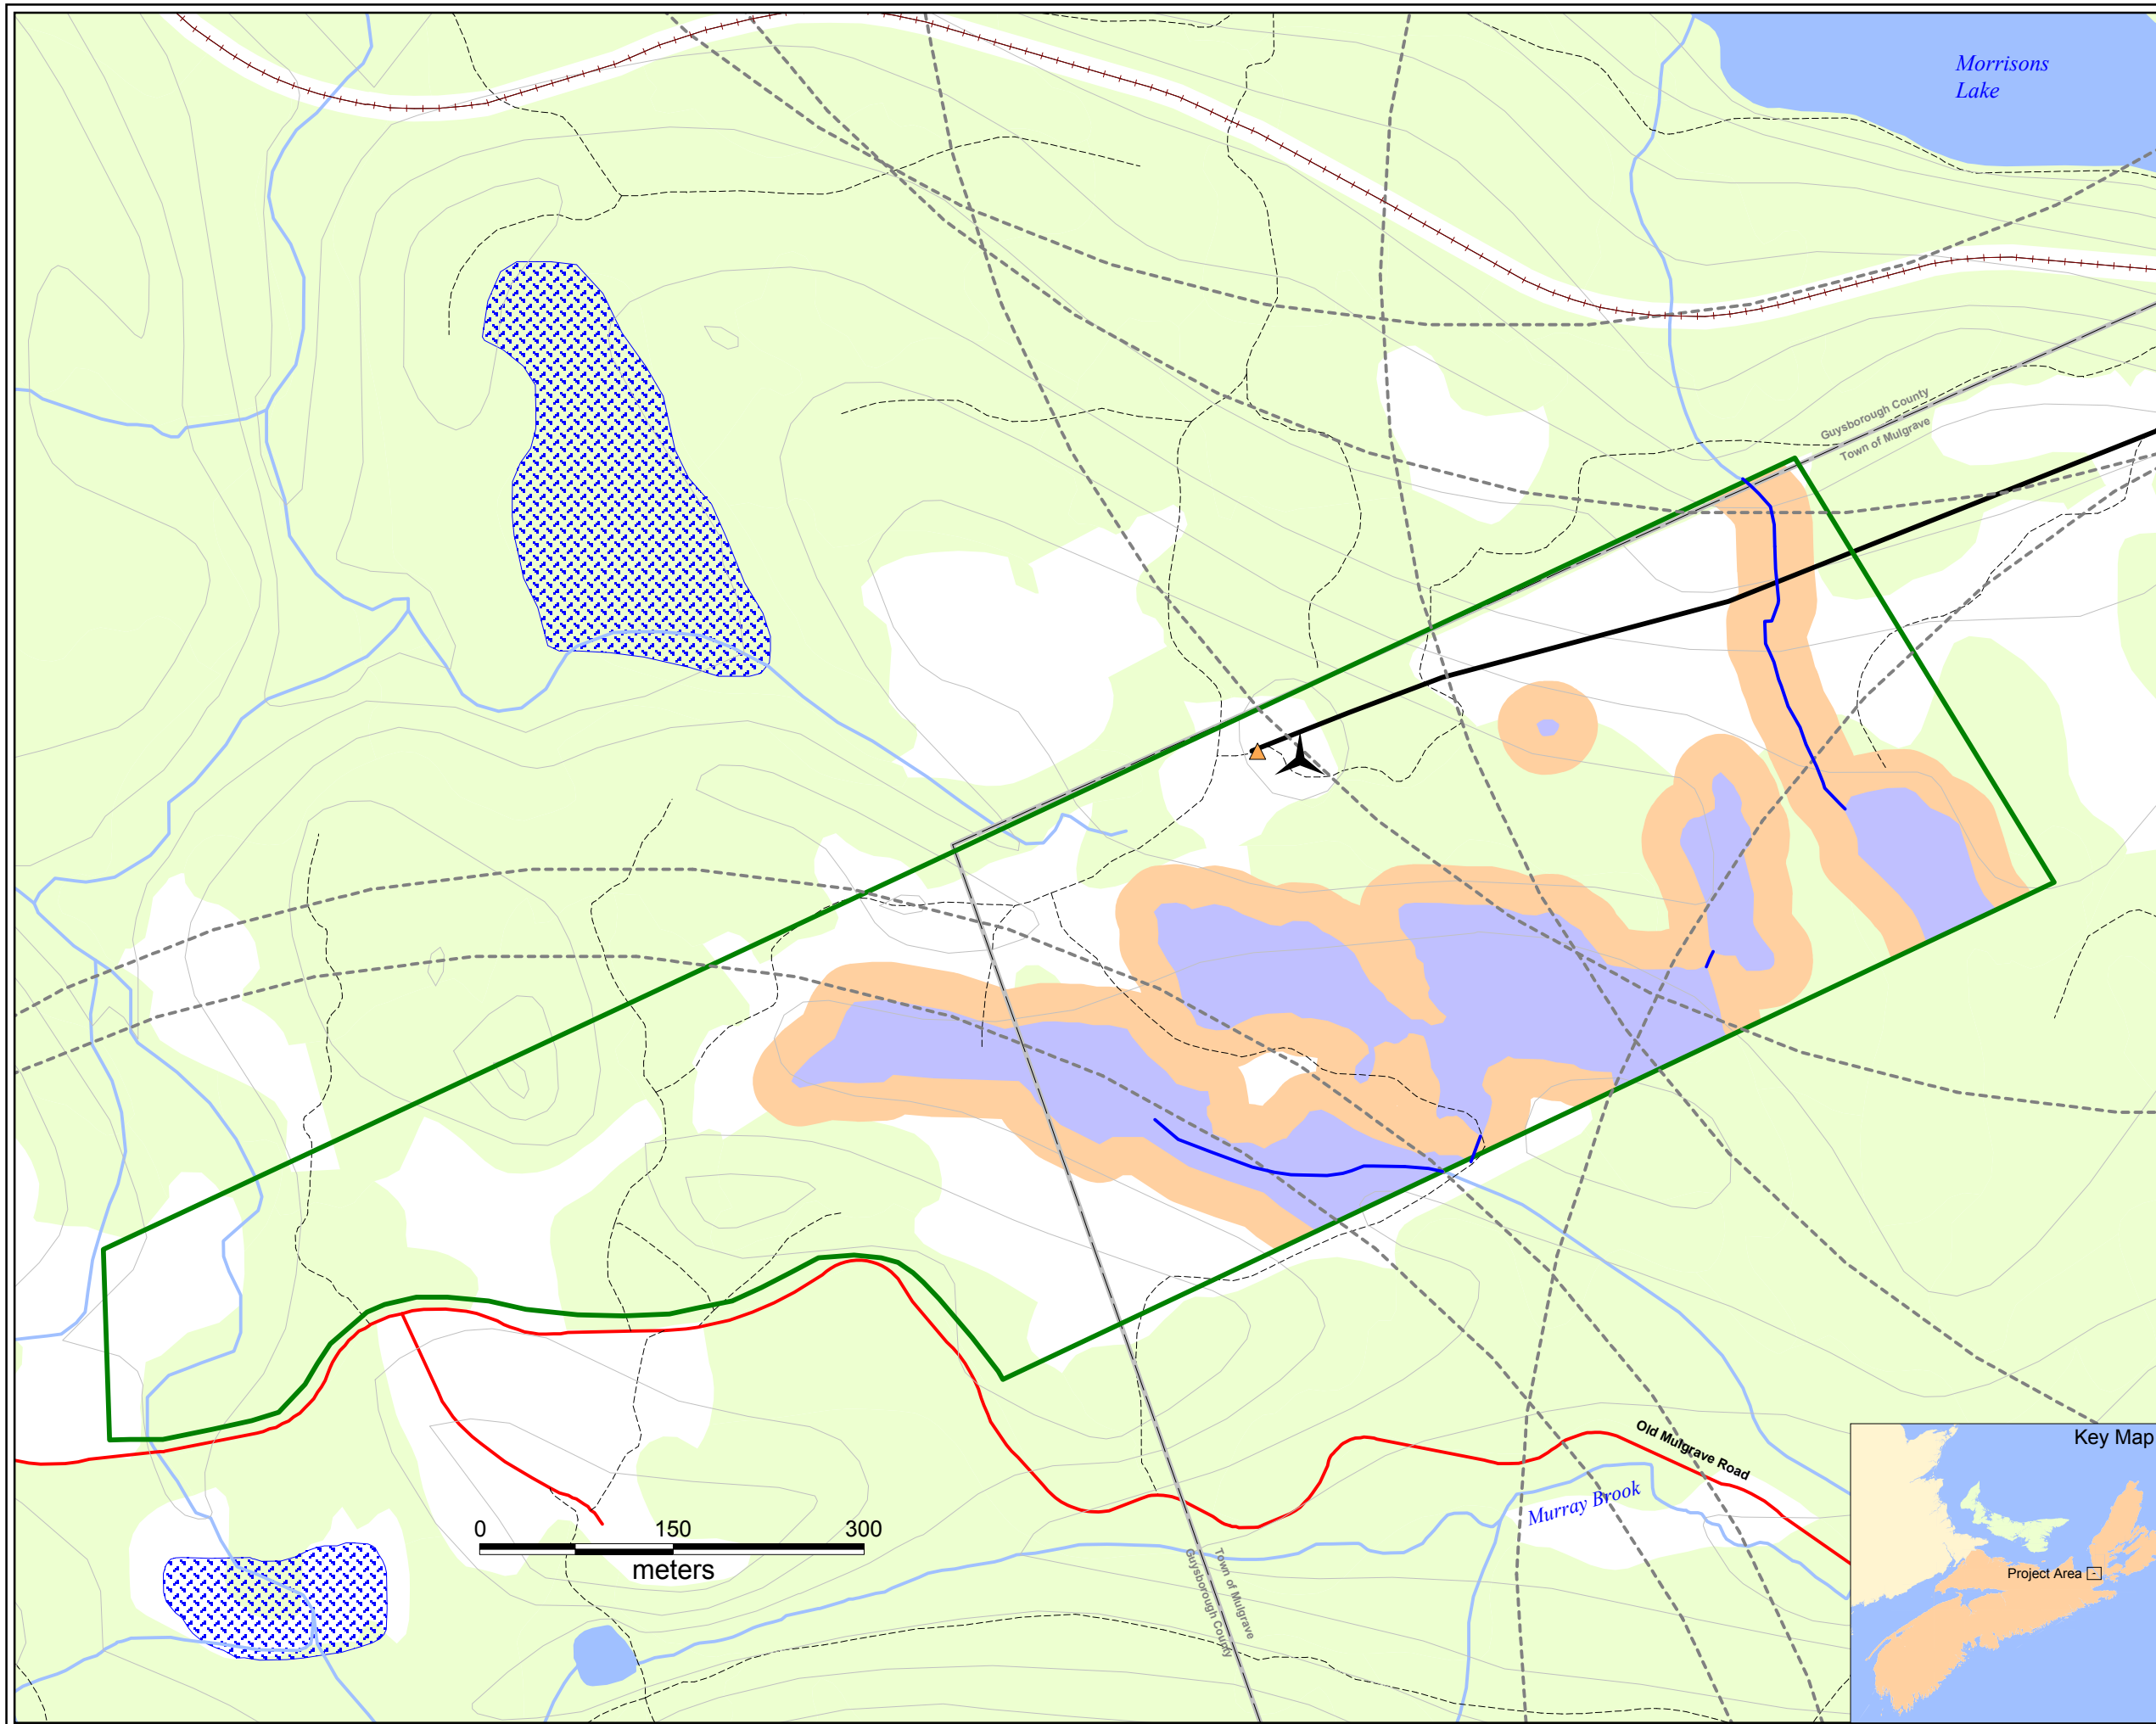 Morrisons
Lake
Guysborough County
Town of Mulgrave
Old Mulgrave Road
Murray Brook
Key Map
Project Area
0 150 300
meters
Town of Mulgrave
Guysborough County